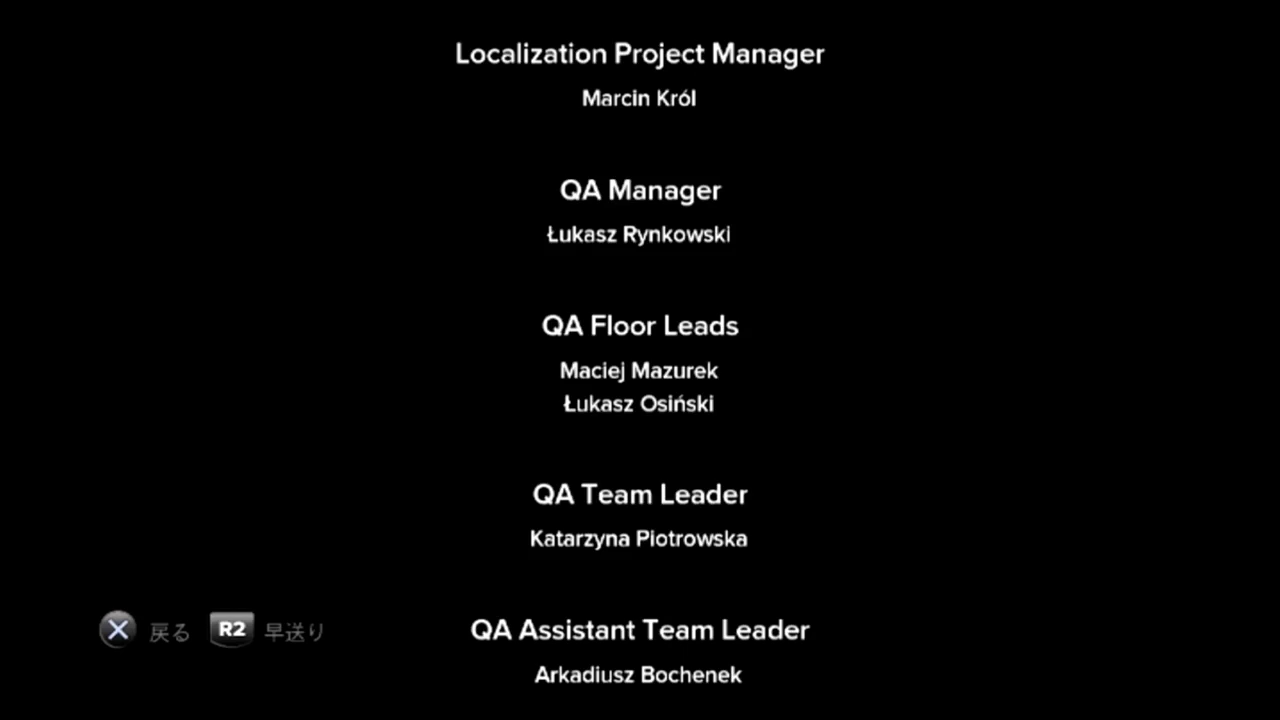 Localization Project Manager
Marcin Król
QA Manager
Łukasz Rynkowski
QA Floor Leads
Maciej Mazurek
Łukasz Osiński
QA Team Leader
Katarzyna Piotrowska
QA Assistant Team Leader
Arkadiusz Bochenek
戻る R2 早送り